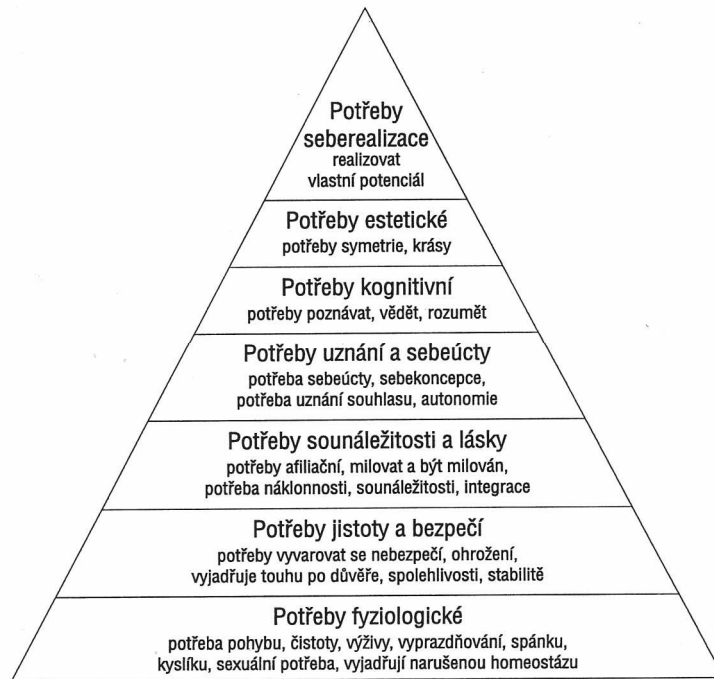 Potřeby
seberealizace
realizovat
vlastní potenciál
Potřeby estetické
potřeby symetrie, krásy
Potřeby kognitivní
potřeby poznávat, vědět, rozumět
Potřeby uznání a sebeúcty
potřeba sebeúcty, sebekoncepce,
potřeba uznání souhlasu, autonomie
Potřeby sounáležitosti a lásky
potřeby afiliační, milovat a být milován,
potřeba náklonnosti, sounáležitosti, integrace
Potřeby jistoty a bezpečí
potřeby vyvarovat se nebezpečí, ohrožení,
vyjadřuje touhu po důvěře, spolehlivosti, stabilitě
Potřeby fyziologické
potřeba pohybu, čistoty, výživy, vyprazdňování, spánku,
kyslíku, sexuální potřeba, vyjadřují narušenou homeostázu